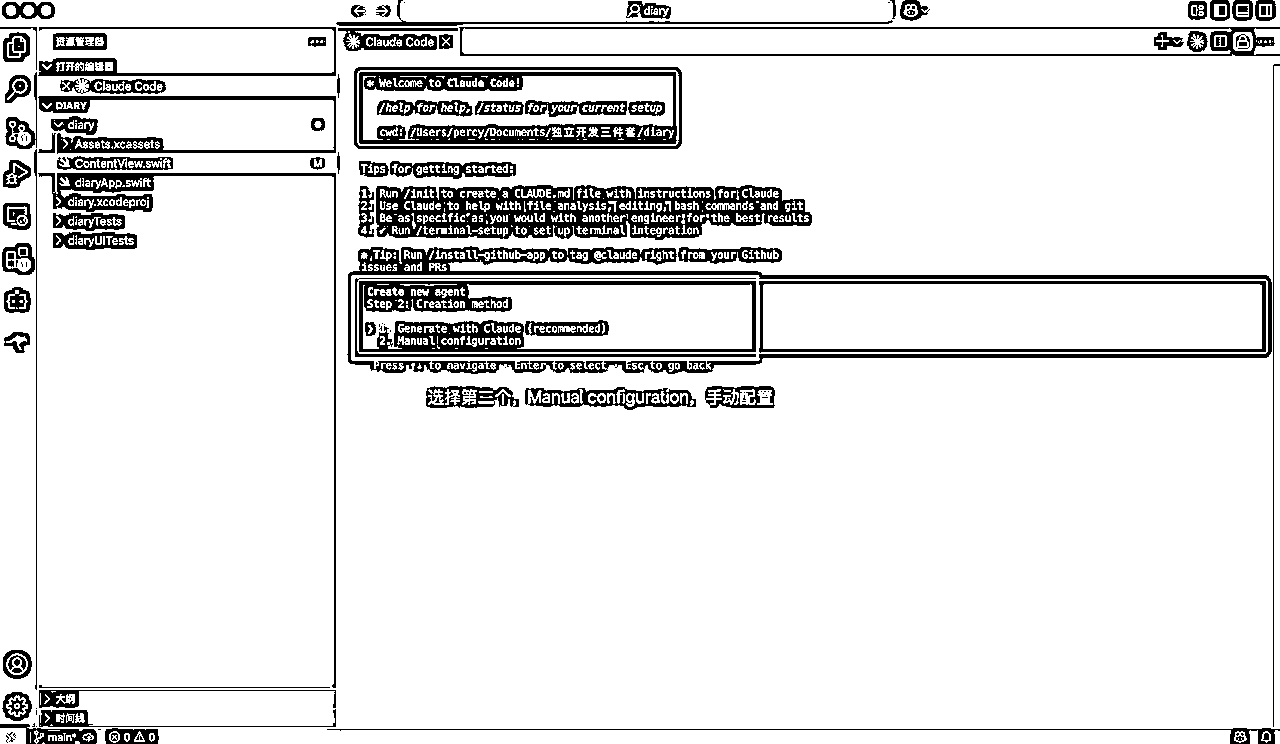 diary
资源管理器
Claude Code
打开的编辑器
Claude Code
DIARY
diary
Assets.xcassets
ContentView.swift
M
diaryApp.swift
diary.xcodeproj
diaryTests
diaryUITests
* Welcome to Claude Code!
/help for help, /status for your current setup
cwd: /Users/percy/Documents/独立开发三件套/diary
Tips for getting started:
1. Run /init to create a CLAUDE.md file with instructions for Claude
2. Use Claude to help with file analysis, editing, bash commands and git
3. Be as specific as you would with another engineer for the best results
4. ✓ Run /terminal-setup to set up terminal integration
* Tip: Run /install-github-app to tag @claude right from your Github
issues and PRs
Create new agent
Step 2: Creation method
❯ 1. Generate with Claude (recommended)
2. Manual configuration
Press ↑↓ to navigate · Enter to select · Esc to go back
选择第二个，Manual configuration，手动配置
大纲
时间线
main* 0 0